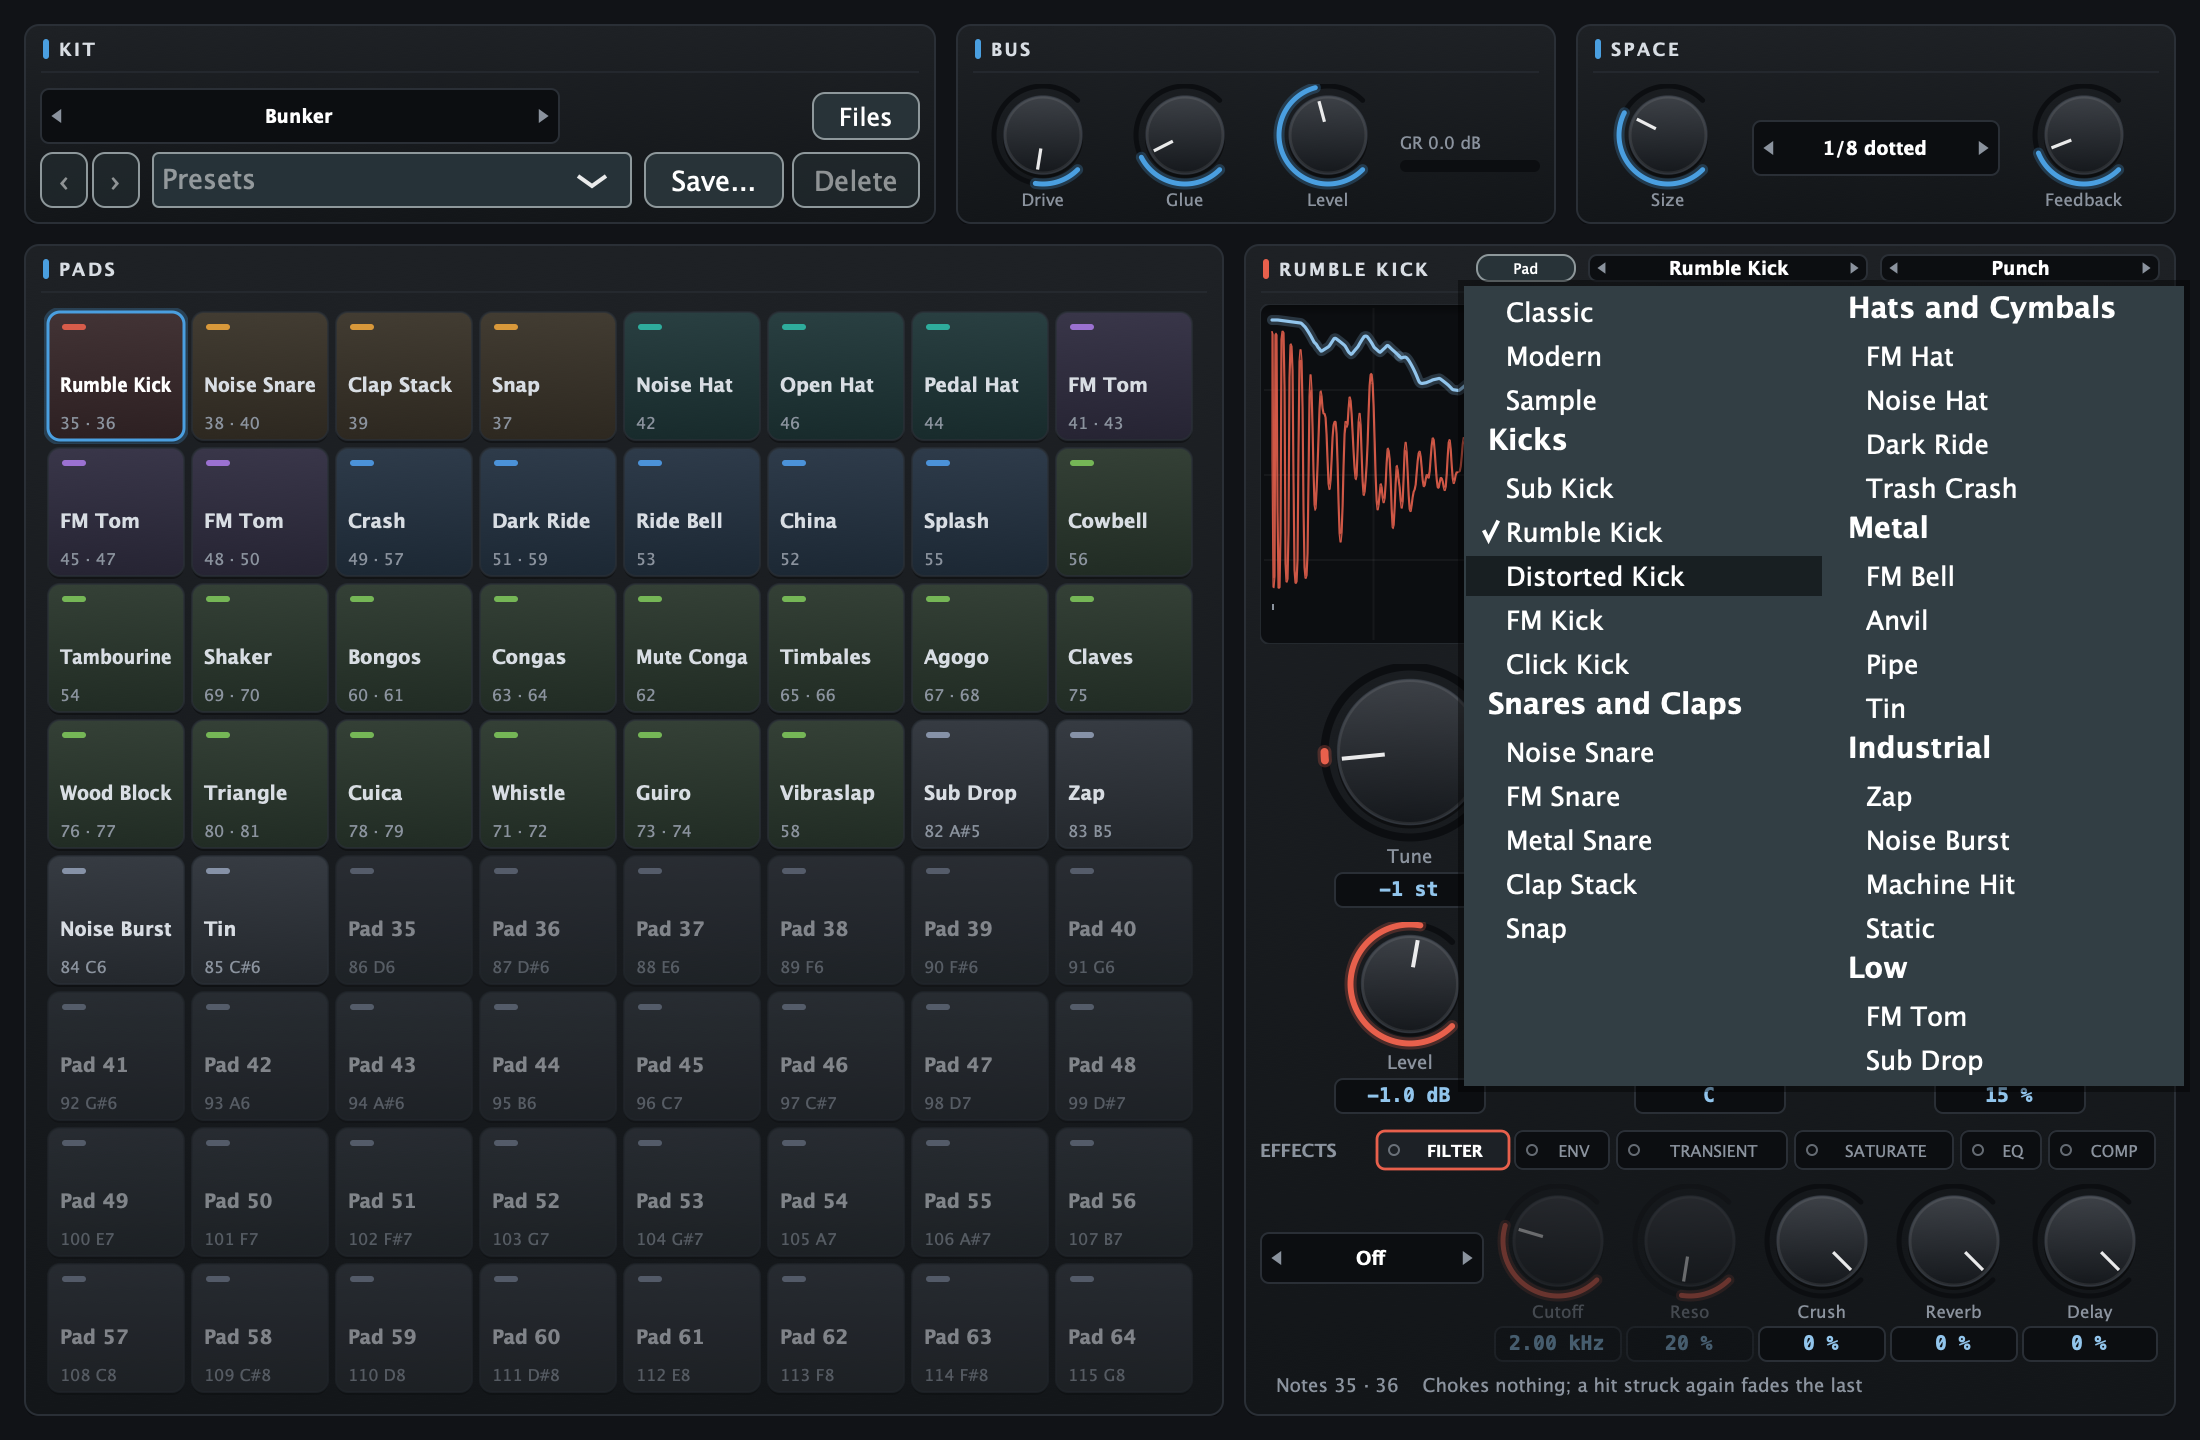 KIT
Bunker
Files
‹ ›
Presets
Save...
Delete
BUS
Drive
Glue
Level
GR 0.0 dB
SPACE
Size
1/8 dotted
Feedback
PADS
Rumble Kick Noise Snare Clap Stack Snap Noise Hat Open Hat Pedal Hat FM Tom
35 · 36 38 · 40 39 37 42 46 44 41 · 43
FM Tom FM Tom Crash Dark Ride Ride Bell China Splash Cowbell
45 · 47 48 · 50 49 · 57 51 · 59 53 52 55 56
Tambourine Shaker Bongos Congas Mute Conga Timbales Agogo Claves
54 69 · 70 60 · 61 63 · 64 62 65 · 66 67 · 68 75
Wood Block Triangle Cuica Whistle Guiro Vibraslap Sub Drop Zap
76 · 77 80 · 81 78 · 79 71 · 72 73 · 74 58 82 A#5 83 B5
Noise Burst Tin Pad 35 Pad 36 Pad 37 Pad 38 Pad 39 Pad 40
84 C6 85 C#6 86 D6 87 D#6 88 E6 89 F6 90 F#6 91 G6
Pad 41 Pad 42 Pad 43 Pad 44 Pad 45 Pad 46 Pad 47 Pad 48
92 G#6 93 A6 94 A#6 95 B6 96 C7 97 C#7 98 D7 99 D#7
Pad 49 Pad 50 Pad 51 Pad 52 Pad 53 Pad 54 Pad 55 Pad 56
100 E7 101 F7 102 F#7 103 G7 104 G#7 105 A7 106 A#7 107 B7
Pad 57 Pad 58 Pad 59 Pad 60 Pad 61 Pad 62 Pad 63 Pad 64
108 C8 109 C#8 110 D8 111 D#8 112 E8 113 F8 114 F#8 115 G8
RUMBLE KICK
Pad
Rumble Kick
Punch
Classic
Modern
Sample
Kicks
Sub Kick
✓ Rumble Kick
Distorted Kick
FM Kick
Click Kick
Snares and Claps
Noise Snare
FM Snare
Metal Snare
Clap Stack
Snap
Hats and Cymbals
FM Hat
Noise Hat
Dark Ride
Trash Crash
Metal
FM Bell
Anvil
Pipe
Tin
Industrial
Zap
Noise Burst
Machine Hit
Static
Low
FM Tom
Sub Drop
Tune
−1 st
Level
−1.0 dB
C
15 %
EFFECTS
FILTER
ENV
TRANSIENT
SATURATE
EQ
COMP
Off
Cutoff Reso Crush Reverb Delay
2.00 kHz 20 % 0 % 0 % 0 %
Notes 35 · 36 Chokes nothing; a hit struck again fades the last